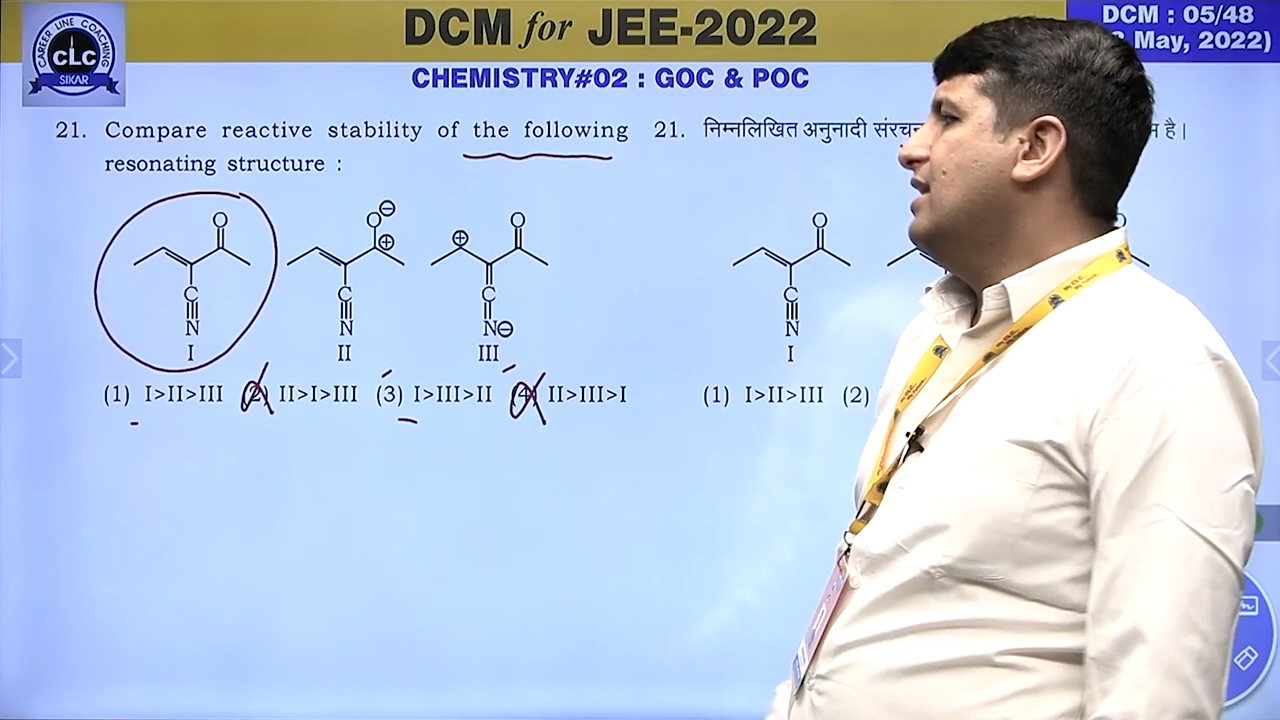 CAREER LINE COACHING
CLC
SIKAR
DCM for JEE-2022
DCM : 05/48
May, 2022)
CHEMISTRY#02 : GOC & POC
21. Compare reactive stability of the following
resonating structure :
O
C
N
I
O ⊖
⊕
C
N
II
⊕
O
C
N⊖
III
(1) I>II>III (2) II>I>III (3) I>III>II (4) II>III>I
21. निम्नलिखित अनुनादी है।
O
C
N
I
(1) I>II>III (2)